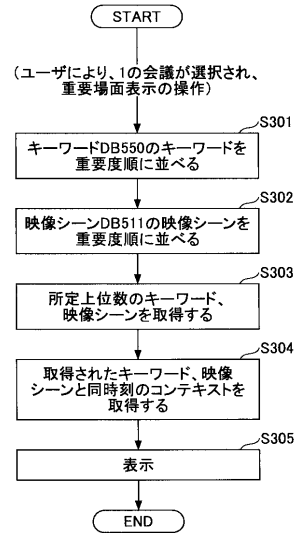 START
(ユーザにより、1の会議が選択され、
重要場面表示の操作)
S301
キーワードDB550のキーワードを
重要度順に並べる
S302
映像シーンDB511の映像シーンを
重要度順に並べる
S303
所定上位数のキーワード、
映像シーンを取得する
S304
取得されたキーワード、映像
シーンと同時刻のコンテキストを
取得する
S305
表示
END